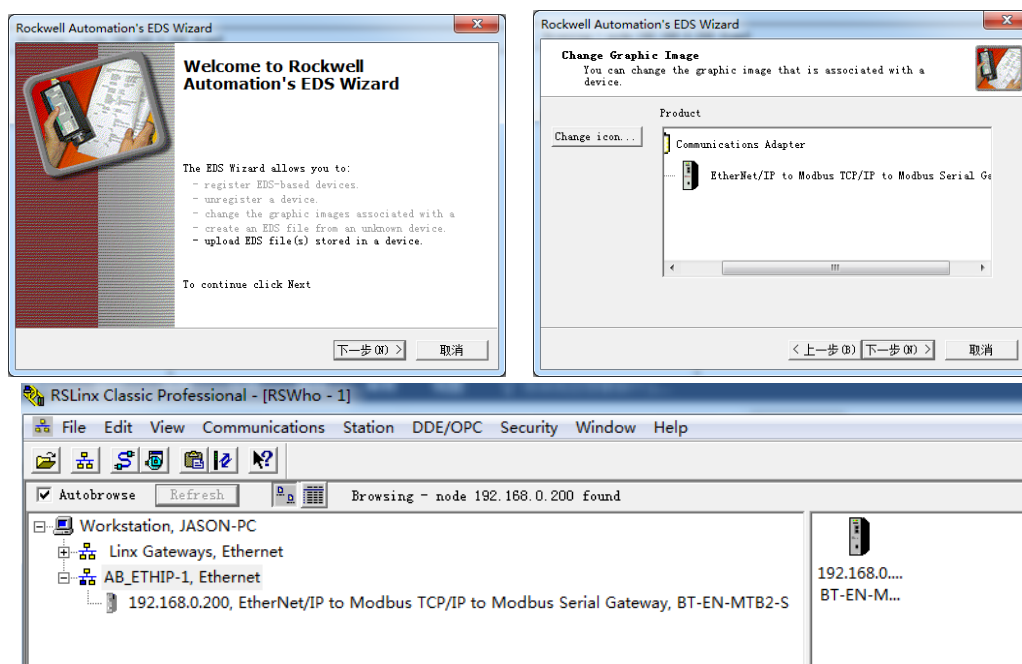 Rockwell Automation's EDS Wizard
Welcome to Rockwell
Automation's EDS Wizard
The EDS Wizard allows you to:
- register EDS-based devices.
- unregister a device.
- change the graphic images associated with a
- create an EDS file from an unknown device.
- upload EDS file(s) stored in a device.
To continue click Next
下一步(N) >
取消
Rockwell Automation's EDS Wizard
Change Graphic Image
You can change the graphic image that is associated with a
device.
Product
Change icon...
Communications Adapter
EtherNet/IP to Modbus TCP/IP to Modbus Serial Ga
< 上一步(B)
下一步(N) >
取消
RSLinx Classic Professional - [RSWho - 1]
File Edit View Communications Station DDE/OPC Security Window Help
Autobrowse Refresh Browsing - node 192.168.0.200 found
Workstation, JASON-PC
Linx Gateways, Ethernet
AB_ETHIP-1, Ethernet
192.168.0.200, EtherNet/IP to Modbus TCP/IP to Modbus Serial Gateway, BT-EN-MTB2-S
192.168.0....
BT-EN-M...